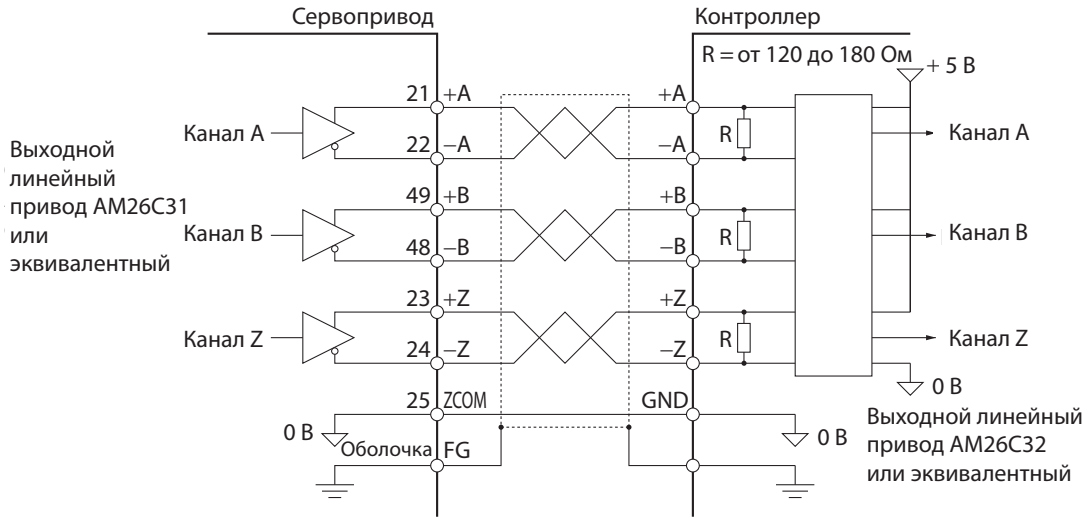 Сервопривод
Контроллер
R = от 120 до 180 Ом
+ 5 В
21 +A
+A
Канал A
R
Канал A
22 −A
−A
Выходной
линейный
привод AM26C31
или
эквивалентный
49 +B
+B
Канал B
R
Канал B
48 −B
−B
23 +Z
+Z
Канал Z
R
Канал Z
24 −Z
−Z
0 В
25 ZCOM
GND
0 В
0 В
Выходной линейный
привод AM26C32
или эквивалентный
Оболочка FG